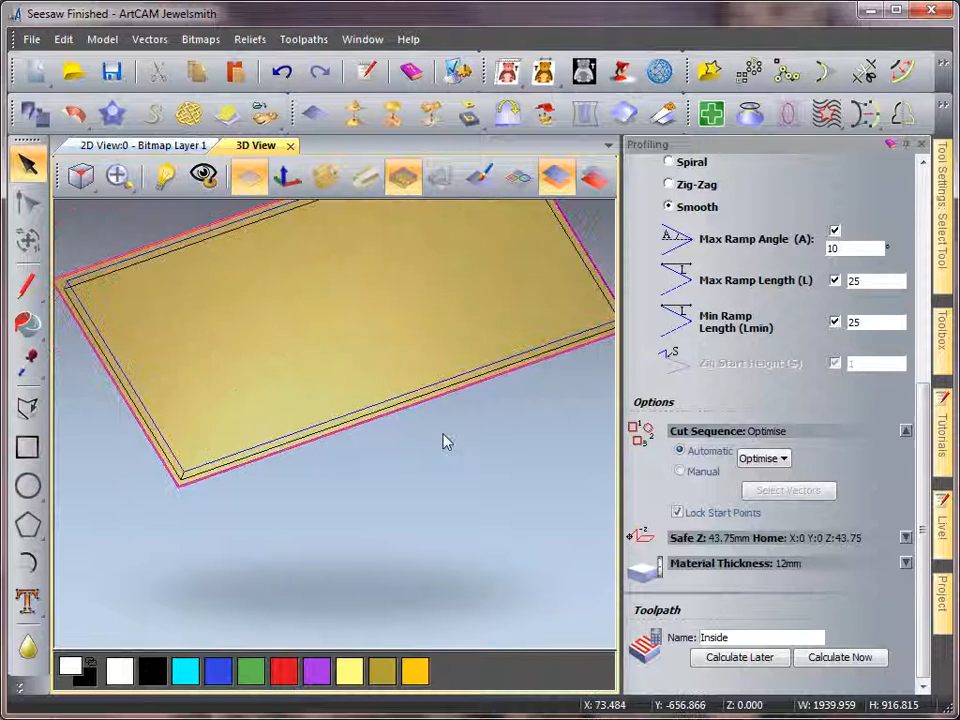 Seesaw Finished - ArtCAM Jewelsmith
File Edit Model Vectors Bitmaps Reliefs Toolpaths Window Help
2D View:0 - Bitmap Layer 1 3D View
Profiling
Spiral
Zig-Zag
Smooth
Max Ramp Angle (A):
10 °
Max Ramp Length (L) 25
Min Ramp
Length (Lmin) 25
Zig Start Height (S) 1
Options
Cut Sequence: Optimise
Automatic Optimise
Manual
Select Vectors
Lock Start Points
Safe Z: 43.75mm Home: X:0 Y:0 Z:43.75
Material Thickness: 12mm
Toolpath
Name: Inside
Calculate Later Calculate Now
Tool Settings: Select Tool
Toolbox
Tutorials
Live!
Project
X: 73.484 Y: -656.866 Z: 0.000 W: 1939.959 H: 916.815